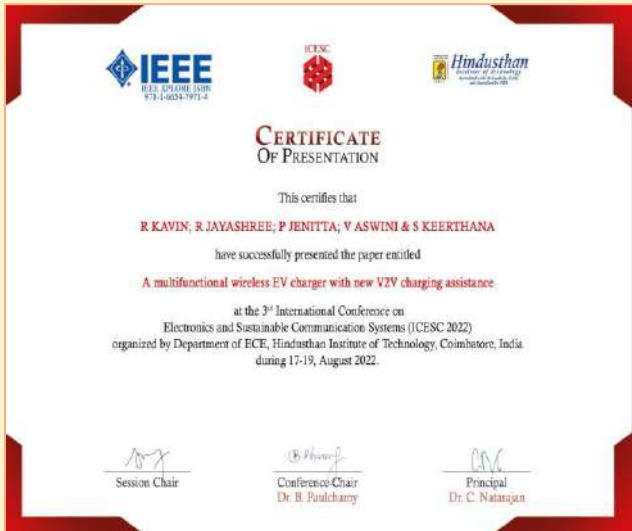 IEEE
IEEE XPLORE ISBN
978-1-6654-7971-4
ICESC
Hindusthan
Institute of Technology
CERTIFICATE
OF PRESENTATION
This certifies that
R KAVIN; R JAYASHREE; P JENITTA; V ASWINI & S KEERTHANA
have successfully presented the paper entitled
A multifunctional wireless EV charger with new V2V charging assistance
at the 3rd International Conference on
Electronics and Sustainable Communication Systems (ICESC 2022)
organized by Department of ECE, Hindusthan Institute of Technology, Coimbatore, India
during 17-19, August 2022.
Session Chair
Conference Chair
Dr. B. Paulchamy
Principal
Dr. C. Natarajan